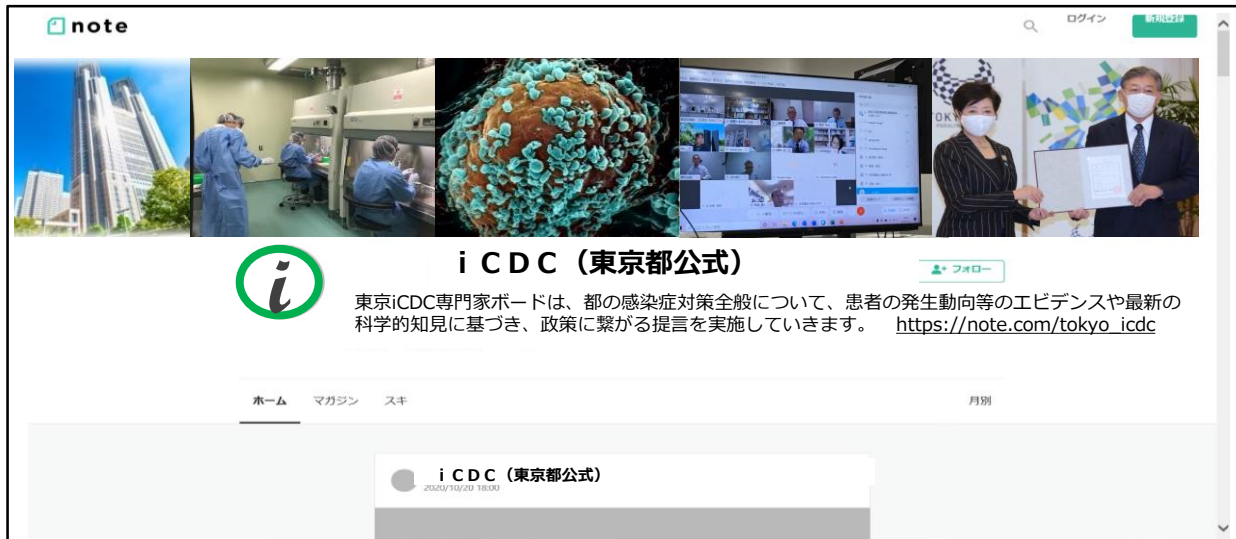 note
ログイン
新規登録
iCDC（東京都公式）
フォロー
東京iCDC専門家ボードは、都の感染症対策全般について、患者の発生動向等のエビデンスや最新の
科学的知見に基づき、政策に繋がる提言を実施していきます。 https://note.com/tokyo_icdc
ホーム マガジン スキ 月別
iCDC（東京都公式）
2020/10/20 18:00